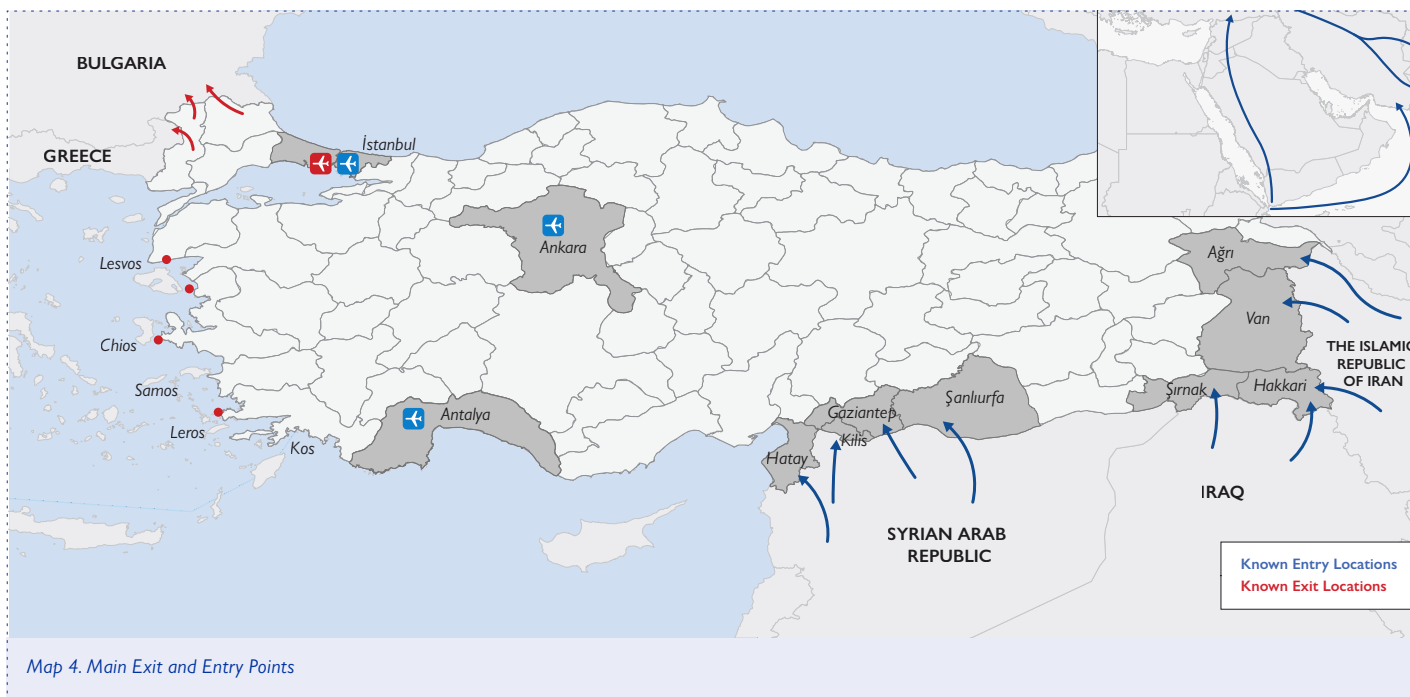 BULGARIA
GREECE
İstanbul
Ankara
Lesvos
Chios
Samos
Leros
Kos
Antalya
Hatay
Gaziantep
Kilis
Şanlıurfa
Ağrı
Van
Şırnak
Hakkari
THE ISLAMIC
REPUBLIC
OF IRAN
IRAQ
SYRIAN ARAB
REPUBLIC
Known Entry Locations
Known Exit Locations
Map 4. Main Exit and Entry Points